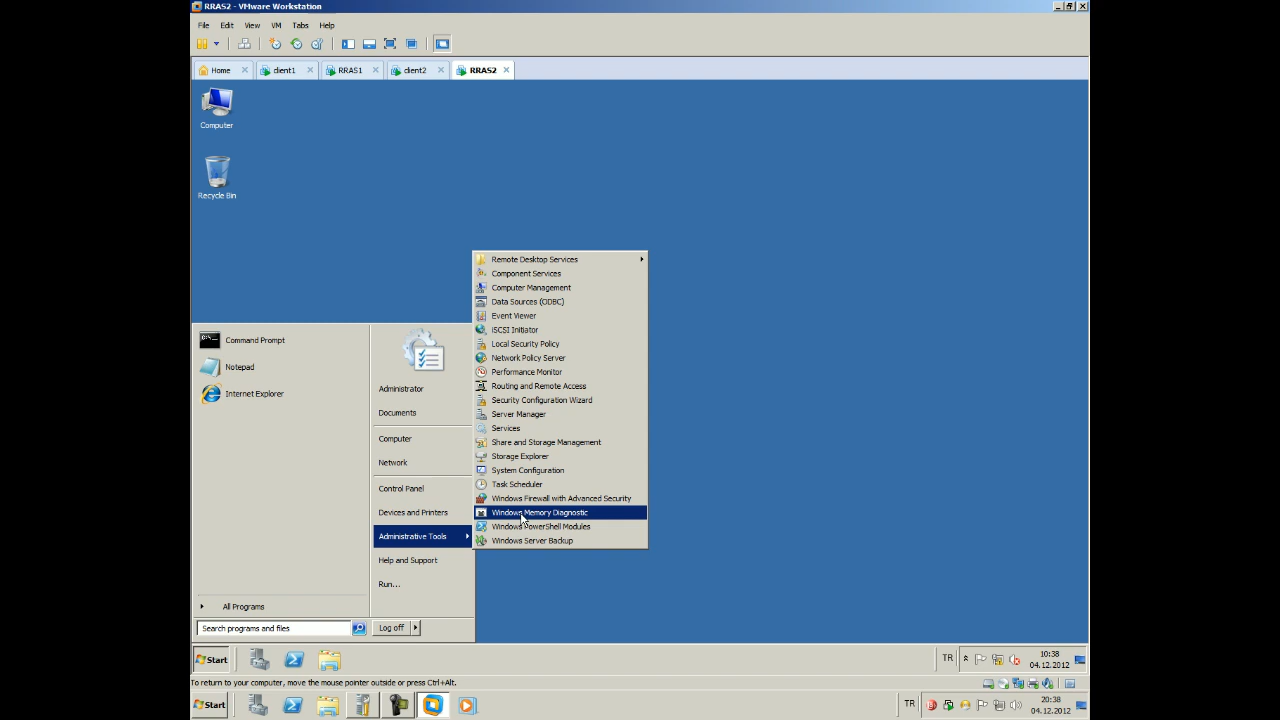 RRAS2 - VMware Workstation
File Edit View VM Tabs Help
Home client1 RRAS1 client2 RRAS2
Computer
Recycle Bin
Remote Desktop Services
Component Services
Computer Management
Data Sources (ODBC)
Event Viewer
iSCSI Initiator
Local Security Policy
Network Policy Server
Performance Monitor
Routing and Remote Access
Security Configuration Wizard
Server Manager
Services
Share and Storage Management
Storage Explorer
System Configuration
Task Scheduler
Windows Firewall with Advanced Security
Windows Memory Diagnostic
Windows PowerShell Modules
Windows Server Backup
Command Prompt
Notepad
Internet Explorer
All Programs
Search programs and files
Administrator
Documents
Computer
Network
Control Panel
Devices and Printers
Administrative Tools
Help and Support
Run...
Log off
Start
TR
10:38
04.12.2012
To return to your computer, move the mouse pointer outside or press Ctrl+Alt.
Start
TR
20:38
04.12.2012